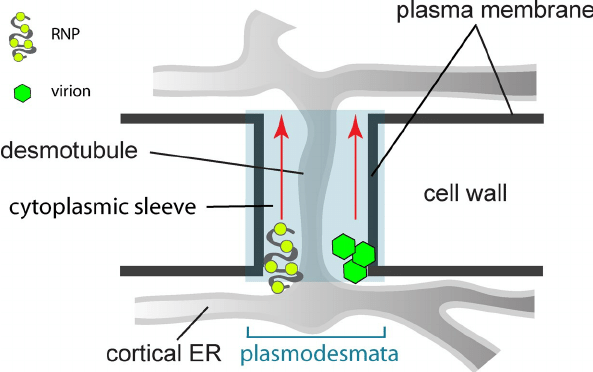 plasma membrane
RNP
virion
desmotubule
cell wall
cytoplasmic sleeve
cortical ER
plasmodesmata